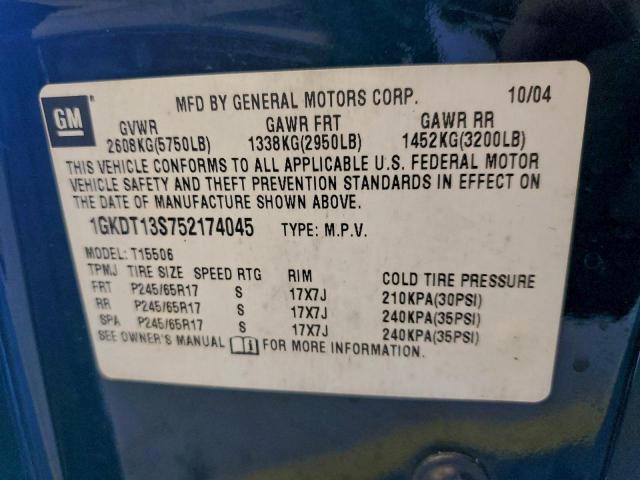 GM
MFD BY GENERAL MOTORS CORP. 10/04
GVWR GAWR FRT GAWR RR
2608KG(5750LB) 1338KG(2950LB) 1452KG(3200LB)
THIS VEHICLE CONFORMS TO ALL APPLICABLE U.S. FEDERAL MOTOR
VEHICLE SAFETY AND THEFT PREVENTION STANDARDS IN EFFECT ON
THE DATE OF MANUFACTURE SHOWN ABOVE.
1GKDT13S752174045 TYPE: M.P.V.
MODEL: T15506
TPMJ TIRE SIZE SPEED RTG RIM COLD TIRE PRESSURE
FRT P245/65R17 S 17X7J 210KPA(30PSI)
RR P245/65R17 S 17X7J 240KPA(35PSI)
SPA P245/65R17 S 17X7J 240KPA(35PSI)
SEE OWNER'S MANUAL FOR MORE INFORMATION.